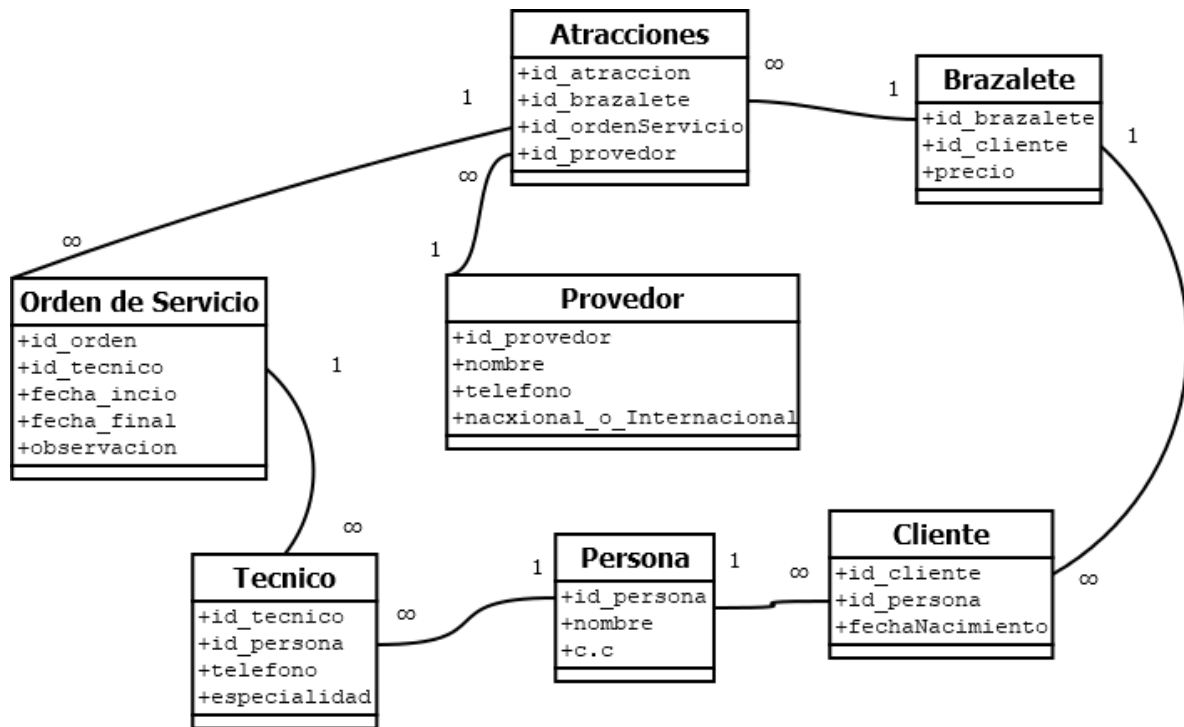 Atracciones
+id_atraccion
+id_brazalete
+id_ordenServicio
+id_provedor
∞
1
Brazalete
+id_brazalete
+id_cliente
+precio
1
1
∞
∞
1
Orden de Servicio
+id_orden
+id_tecnico
+fecha_incio
+fecha_final
+observacion
Provedor
+id_provedor
+nombre
+telefono
+nacxional_o_Internacional
1
∞
Tecnico
+id_tecnico
+id_persona
+telefono
+especialidad
∞
1
Persona
+id_persona
+nombre
+c.c
1
∞
Cliente
+id_cliente
+id_persona
+fechaNacimiento
∞